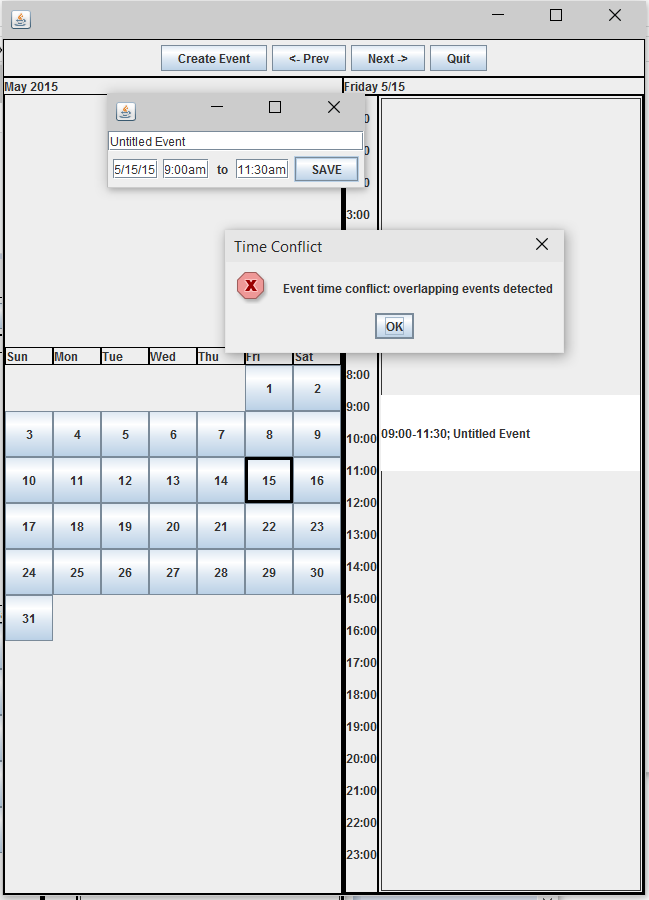 Create Event <- Prev Next -> Quit
May 2015
Friday 5/15
Untitled Event
5/15/15 9:00am to 11:30am SAVE
3:00
Time Conflict
Event time conflict: overlapping events detected
OK
Sun Mon Tue Wed Thu Fri Sat
1 2
3 4 5 6 7 8 9
10 11 12 13 14 15 16
17 18 19 20 21 22 23
24 25 26 27 28 29 30
31
8:00
9:00
09:00-11:30; Untitled Event
10:00
11:00
12:00
13:00
14:00
15:00
16:00
17:00
18:00
19:00
20:00
21:00
22:00
23:00